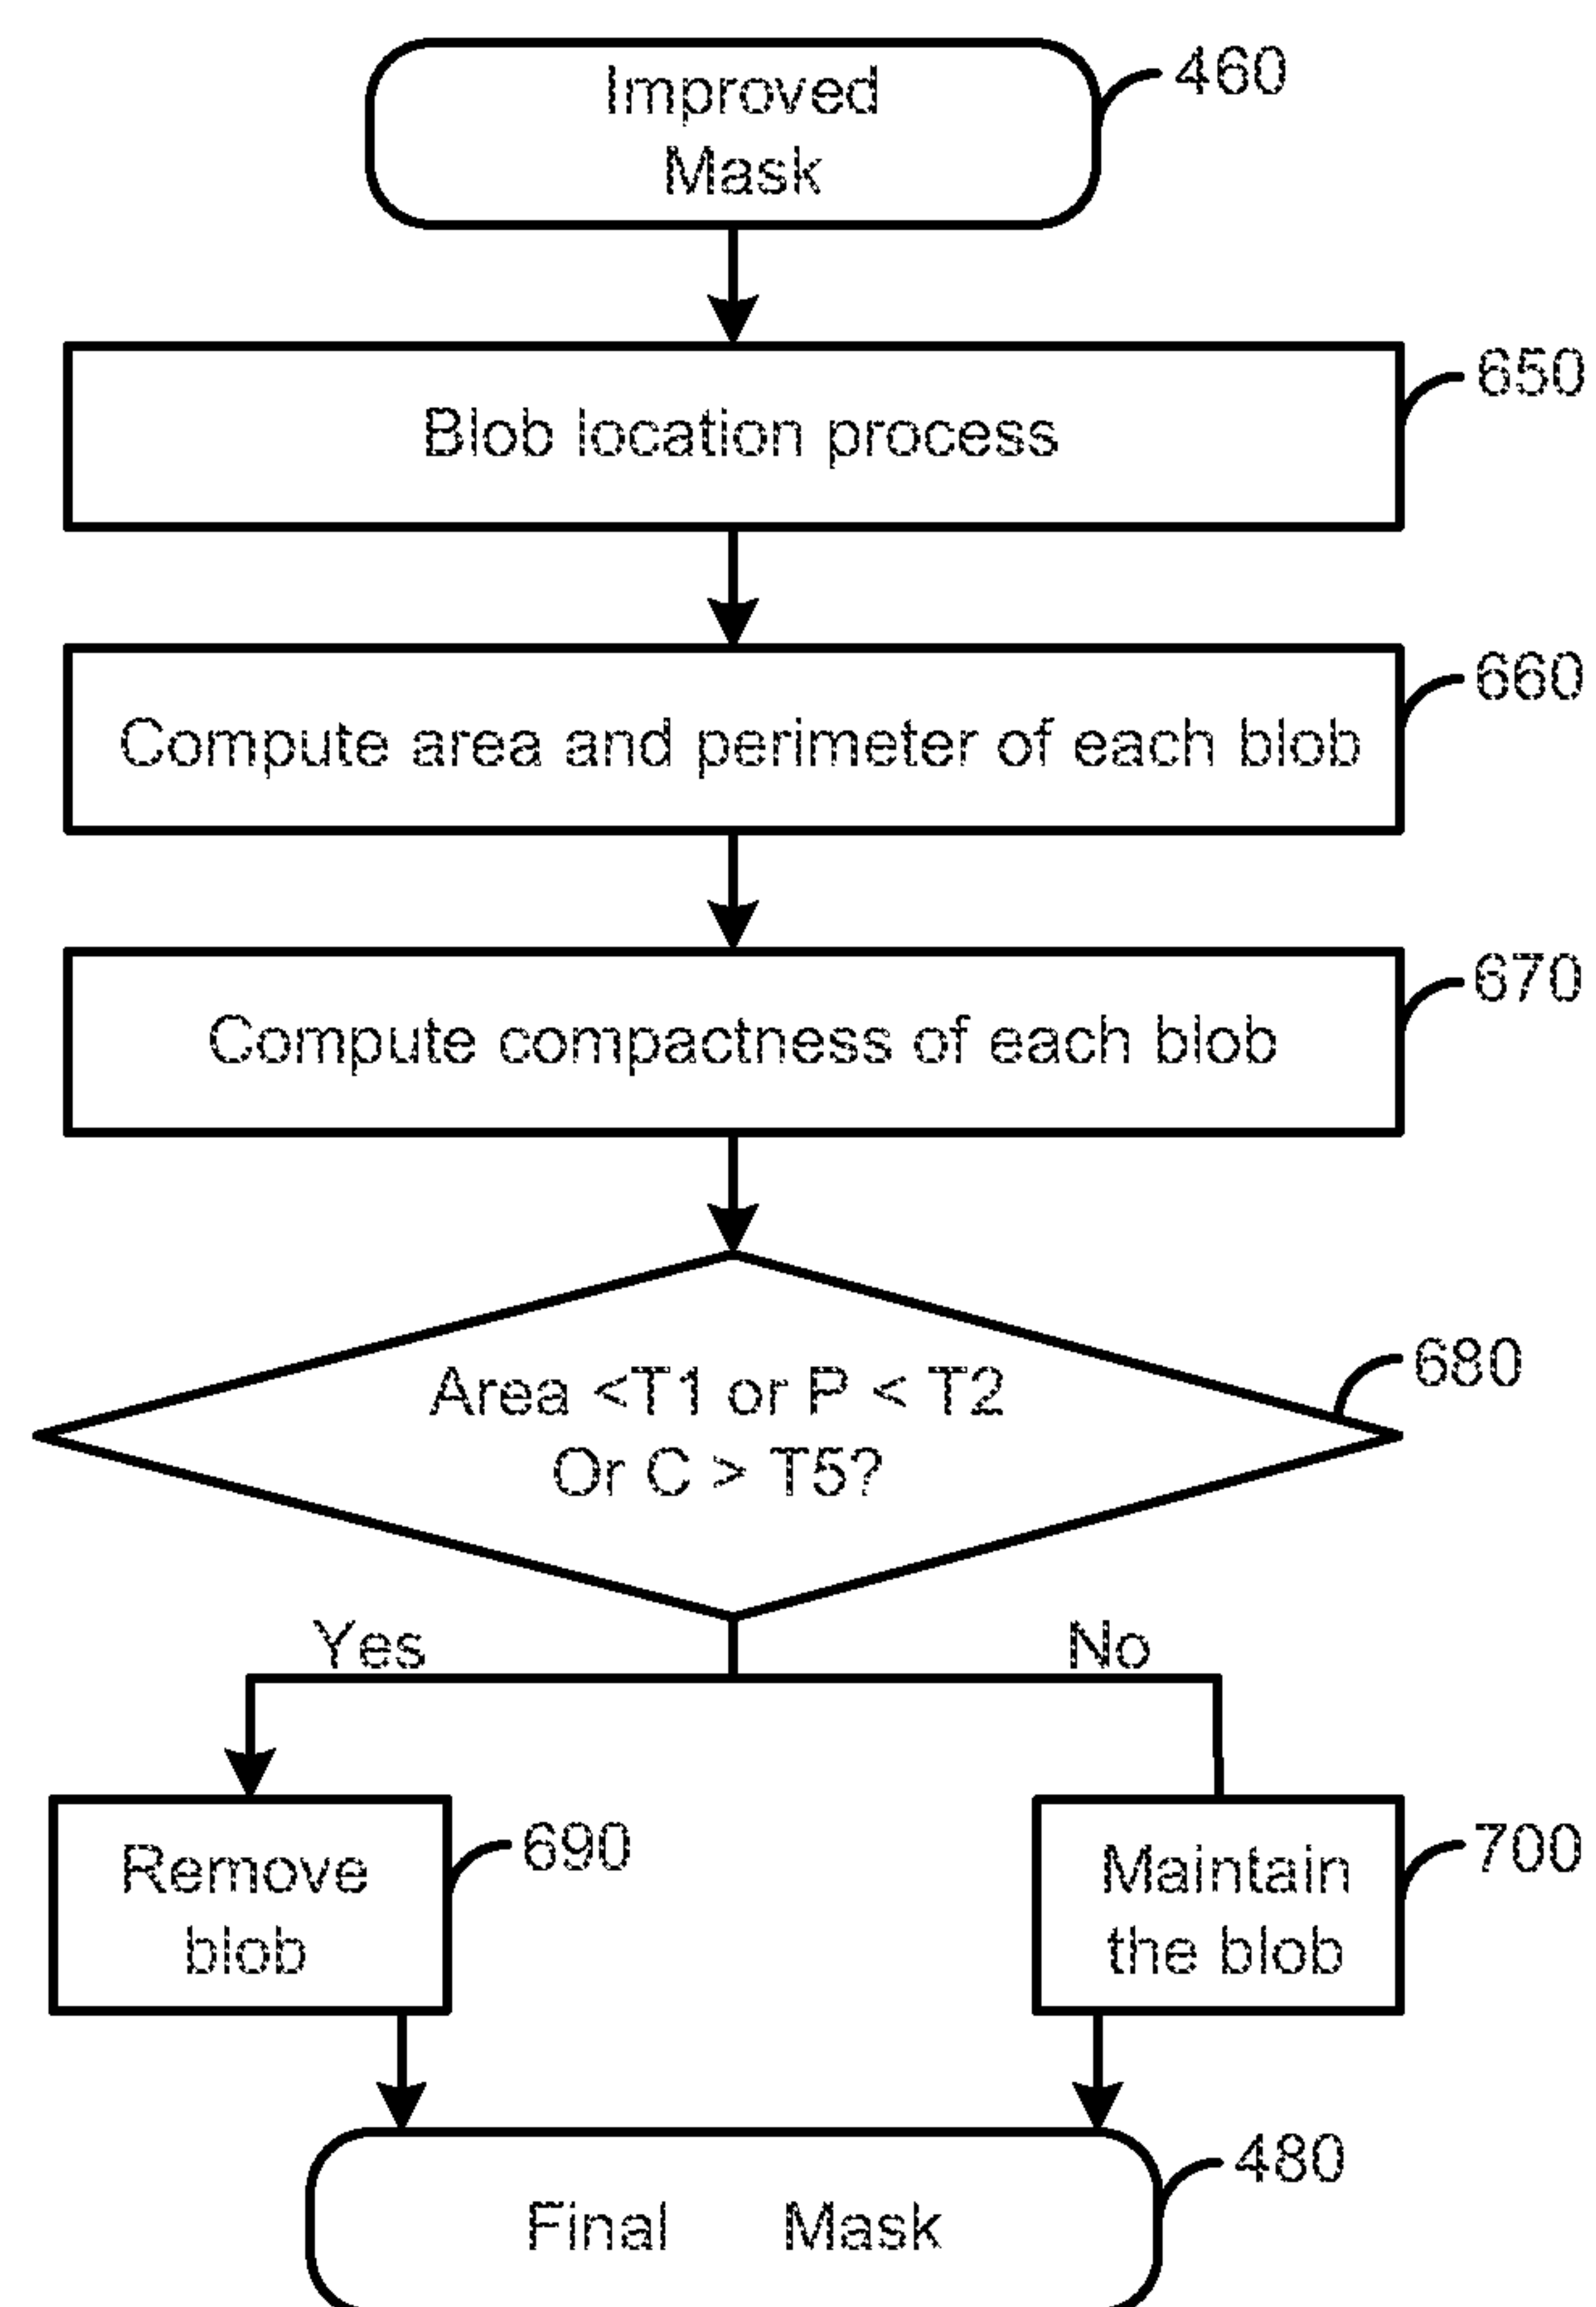 Improved
Mask
460
Blob location process
650
Compute area and perimeter of each blob
660
Compute compactness of each blob
670
Area <T1 or P < T2
Or C > T5?
680
Yes
No
Remove
blob
690
Maintain
the blob
700
Final Mask
480